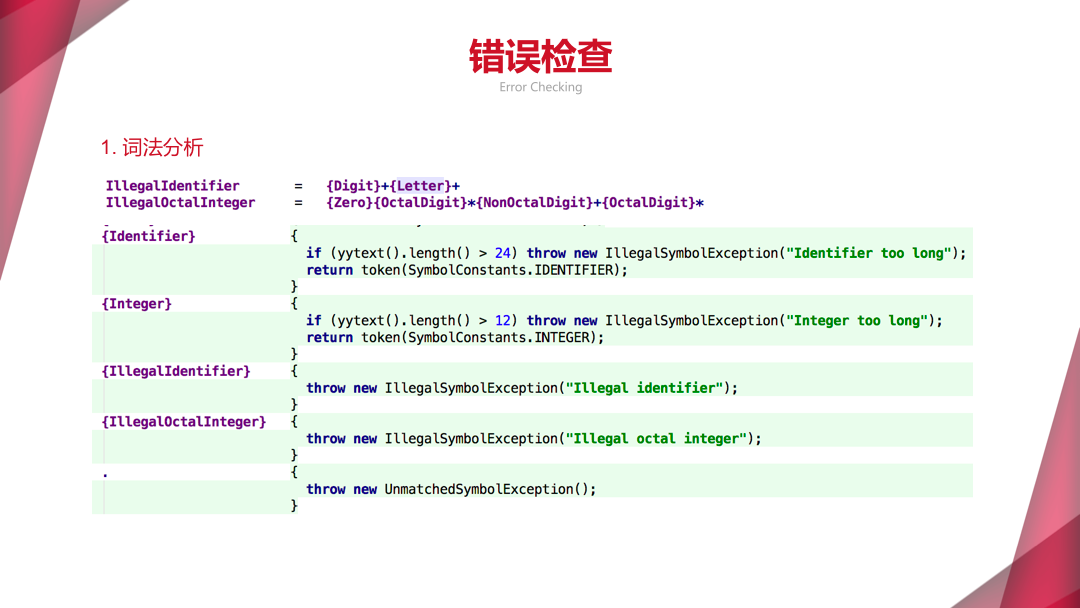 错误检查
Error Checking
1. 词法分析
IllegalIdentifier = {Digit}+{Letter}+
IllegalOctalInteger = {Zero}{OctalDigit}*{NonOctalDigit}+{OctalDigit}*
{Identifier} {
if (yytext().length() > 24) throw new IllegalSymbolException("Identifier too long");
return token(SymbolConstants.IDENTIFIER);
}
{Integer} {
if (yytext().length() > 12) throw new IllegalSymbolException("Integer too long");
return token(SymbolConstants.INTEGER);
}
{IllegalIdentifier} {
throw new IllegalSymbolException("Illegal identifier");
}
{IllegalOctalInteger} {
throw new IllegalSymbolException("Illegal octal integer");
}
. {
throw new UnmatchedSymbolException();
}